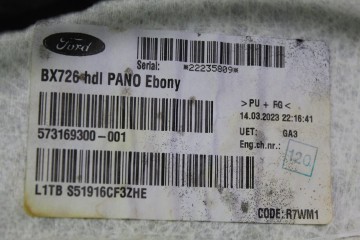 Ford
Serial: *22235809*
BX726 hdl PANO Ebony
>PU + FG<
14.03.2023 22:16:41
573169300-001
UET: GA3
Eng.ch.nr.:
120
L1TB S51916CF3ZHE
CODE: R7WM1